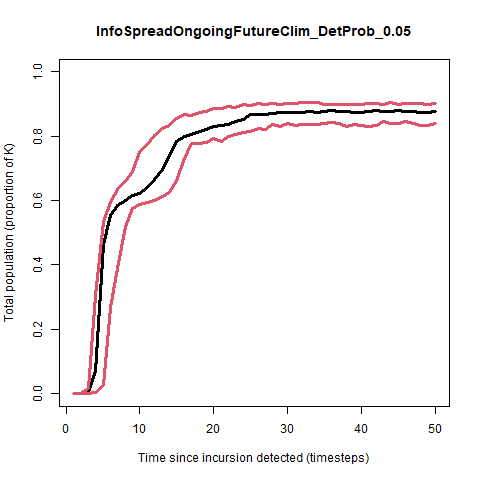 InfoSpreadOngoingFutureClim_DetProb_0.05
Total population (proportion of K)
1.0
0.8
0.6
0.4
0.2
0.0
0 10 20 30 40 50
Time since incursion detected (timesteps)